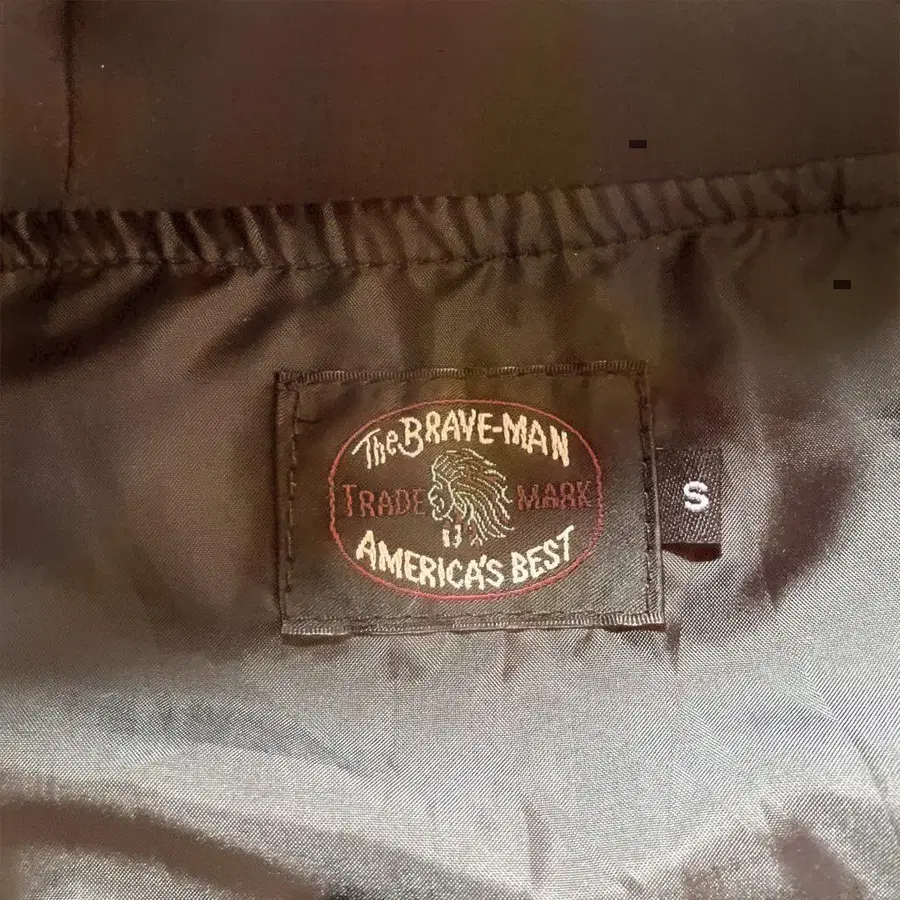 The BRAVE-MAN
TRADE MARK
AMERICA'S BEST
S